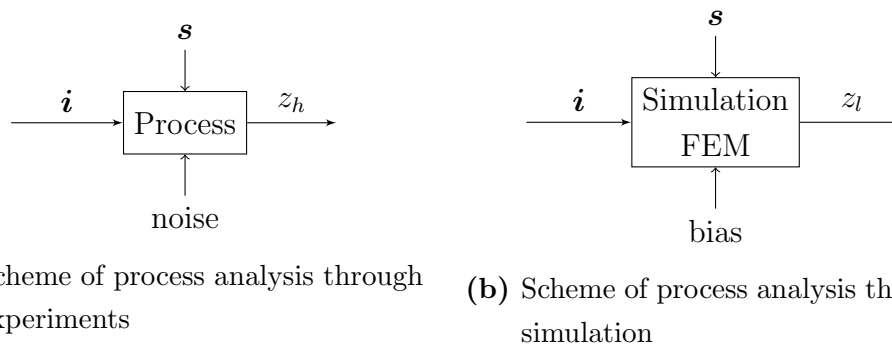 s
i
Process
z_h
noise
cheme of process analysis through
xperiments
s
i
Simulation
FEM
z_l
bias
(b) Scheme of process analysis th
simulation